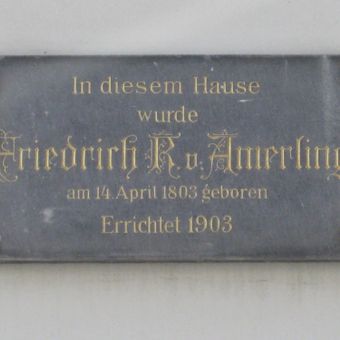 In diesem Hause
wurde
Friedrich R. v. Amerling
am 14. April 1803 geboren
Errichtet 1903